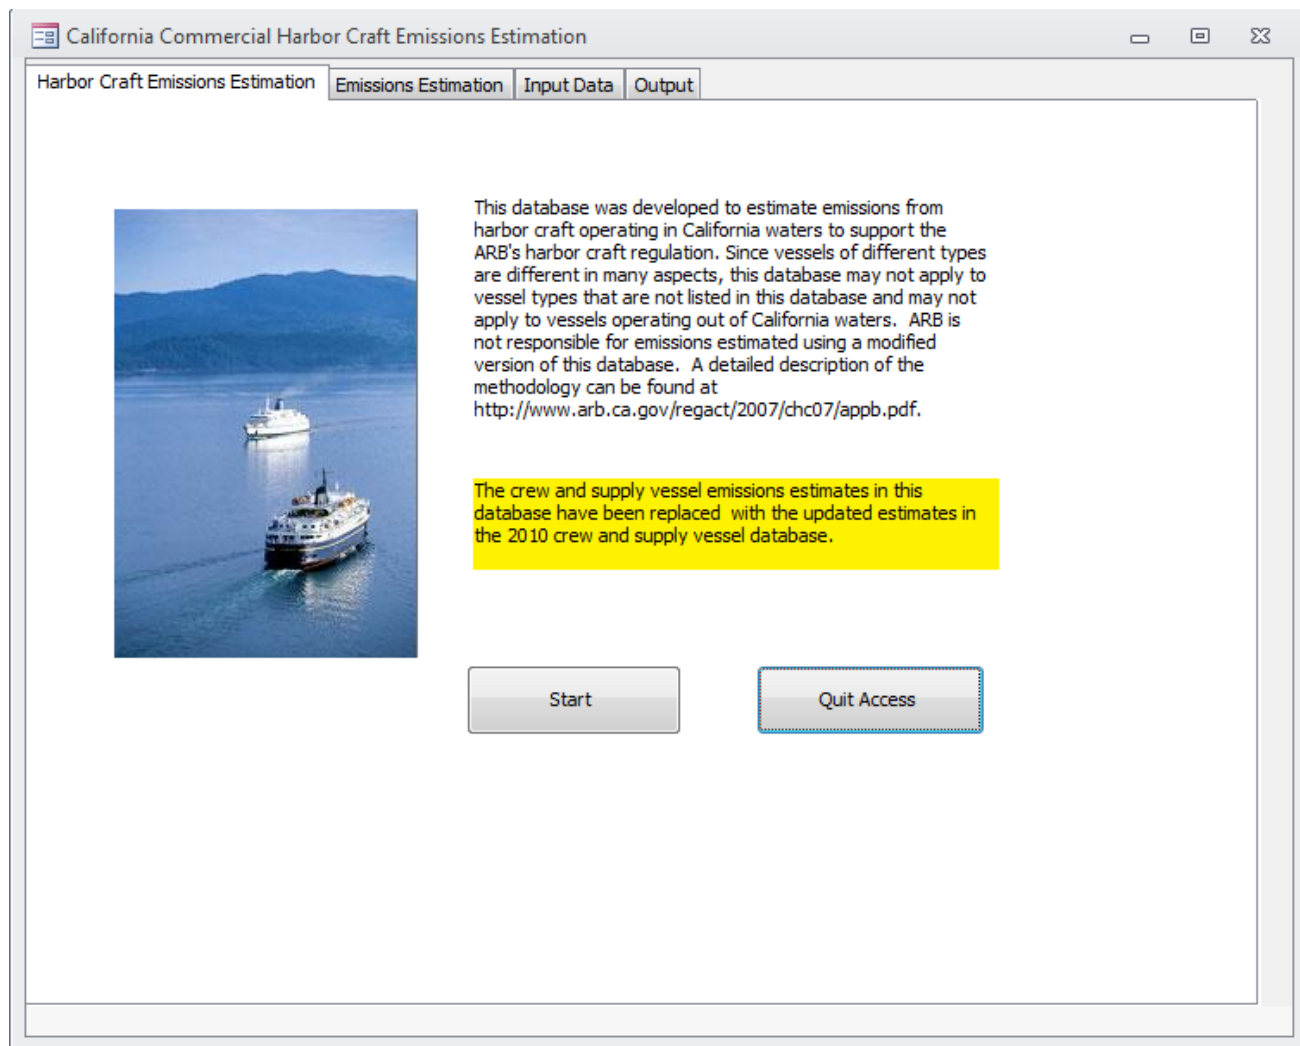 California Commercial Harbor Craft Emissions Estimation
Harbor Craft Emissions Estimation Emissions Estimation Input Data Output
This database was developed to estimate emissions from
harbor craft operating in California waters to support the
ARB's harbor craft regulation. Since vessels of different types
are different in many aspects, this database may not apply to
vessel types that are not listed in this database and may not
apply to vessels operating out of California waters.  ARB is
not responsible for emissions estimated using a modified
version of this database.  A detailed description of the
methodology can be found at
http://www.arb.ca.gov/regact/2007/chc07/appb.pdf.
The crew and supply vessel emissions estimates in this
database have been replaced  with the updated estimates in
the 2010 crew and supply vessel database.
Start Quit Access